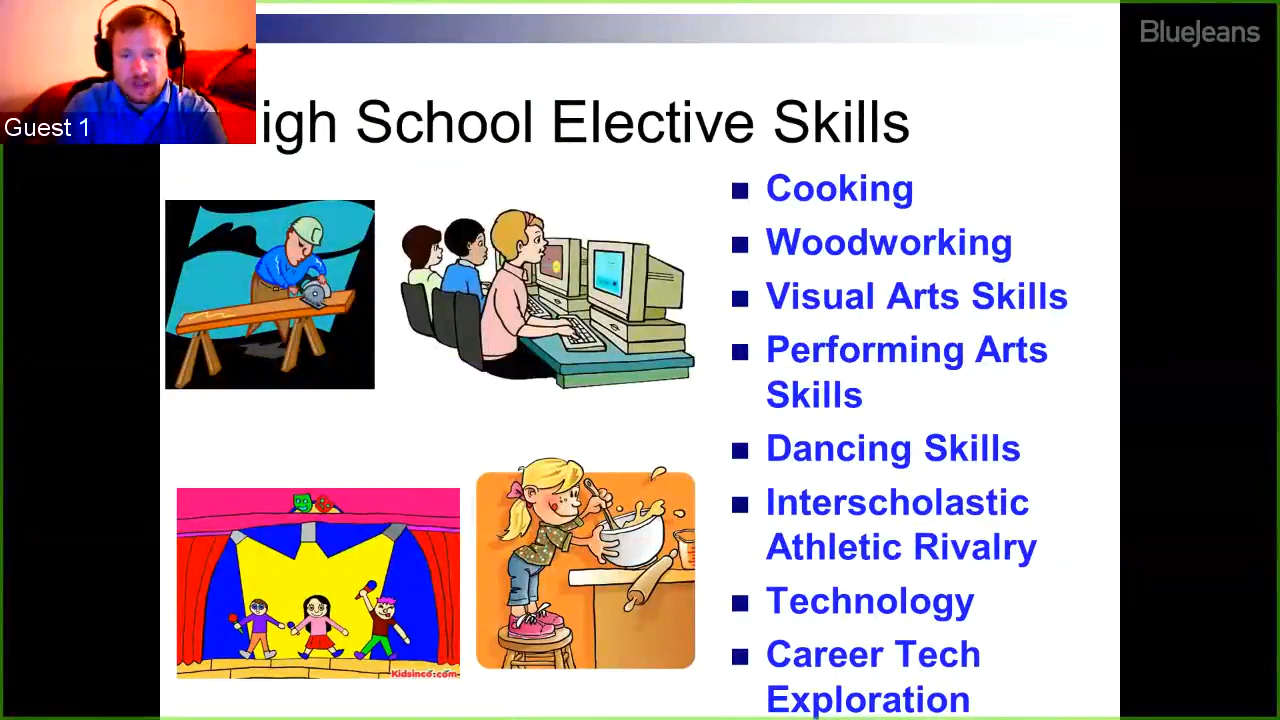 BlueJeans
Guest 1
igh School Elective Skills
Cooking
Woodworking
Visual Arts Skills
Performing Arts
Skills
Dancing Skills
Interscholastic
Athletic Rivalry
Technology
Career Tech
Exploration
Kidsinco.com